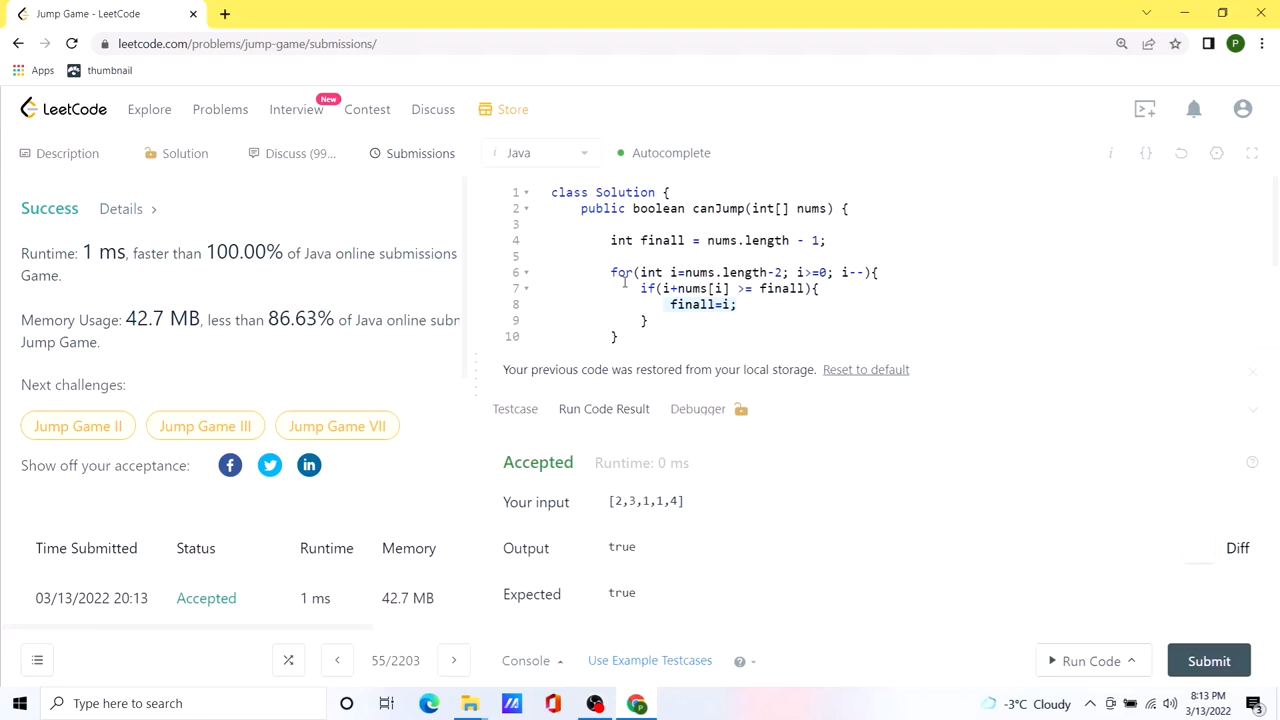 Jump Game - LeetCode
leetcode.com/problems/jump-game/submissions/
P
Apps
thumbnail
LeetCode
Explore
Problems
Interview
New
Contest
Discuss
Store
Description
Solution
Discuss (99...
Submissions
i Java
Autocomplete
Success
Details >
Runtime: 1 ms, faster than 100.00% of Java online submissions
Game.
Memory Usage: 42.7 MB, less than 86.63% of Java online subr
Jump Game.
Next challenges:
Jump Game II
Jump Game III
Jump Game VII
Show off your acceptance:
Time Submitted Status Runtime Memory
03/13/2022 20:13 Accepted 1 ms 42.7 MB
1 class Solution {
2 public boolean canJump(int[] nums) {
3
4 int finall = nums.length - 1;
5
6 for(int i=nums.length-2; i>=0; i--){
7 if(i+nums[i] >= finall){
8 finall=i;
9 }
10 }
Your previous code was restored from your local storage. Reset to default
Testcase
Run Code Result
Debugger
Accepted Runtime: 0 ms
Your input [2,3,1,1,4]
Output true
Diff
Expected true
55/2203
Console
Use Example Testcases
Run Code
Submit
Type here to search
-3°C Cloudy
8:13 PM
3/13/2022
3